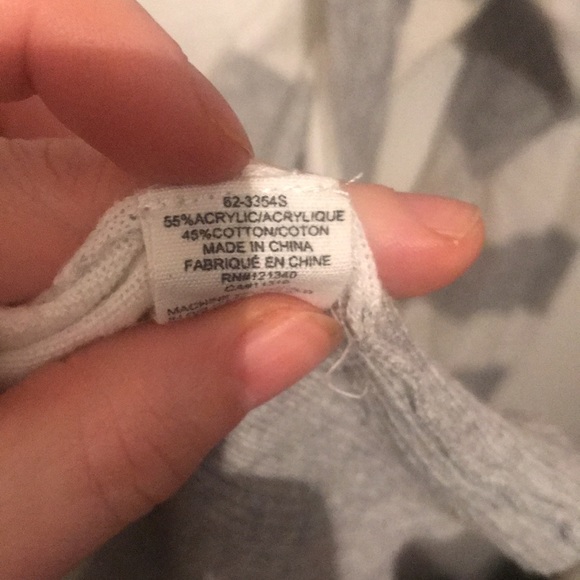 62-3354S
55%ACRYLIC/ACRYLIQUE
45%COTTON/COTON
MADE IN CHINA
FABRIQUÉ EN CHINE
RN#121340